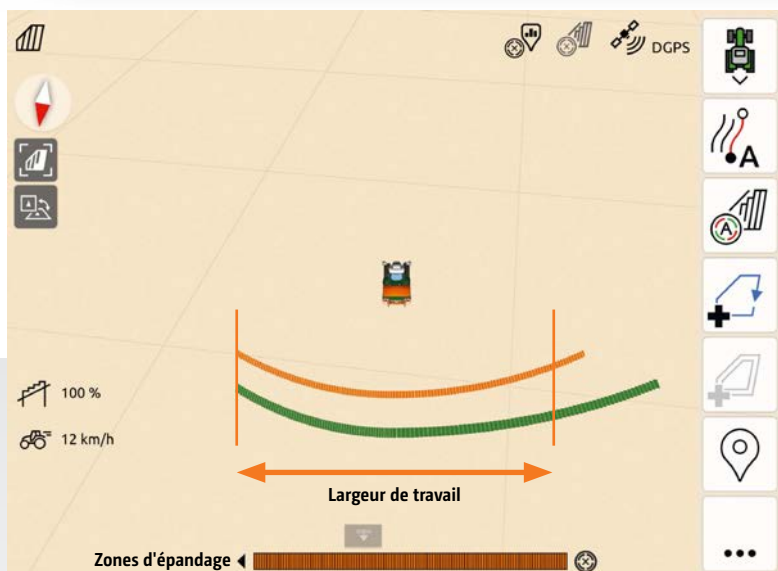 DGPS
A
A
100 %
12 km/h
Largeur de travail
Zones d'épandage